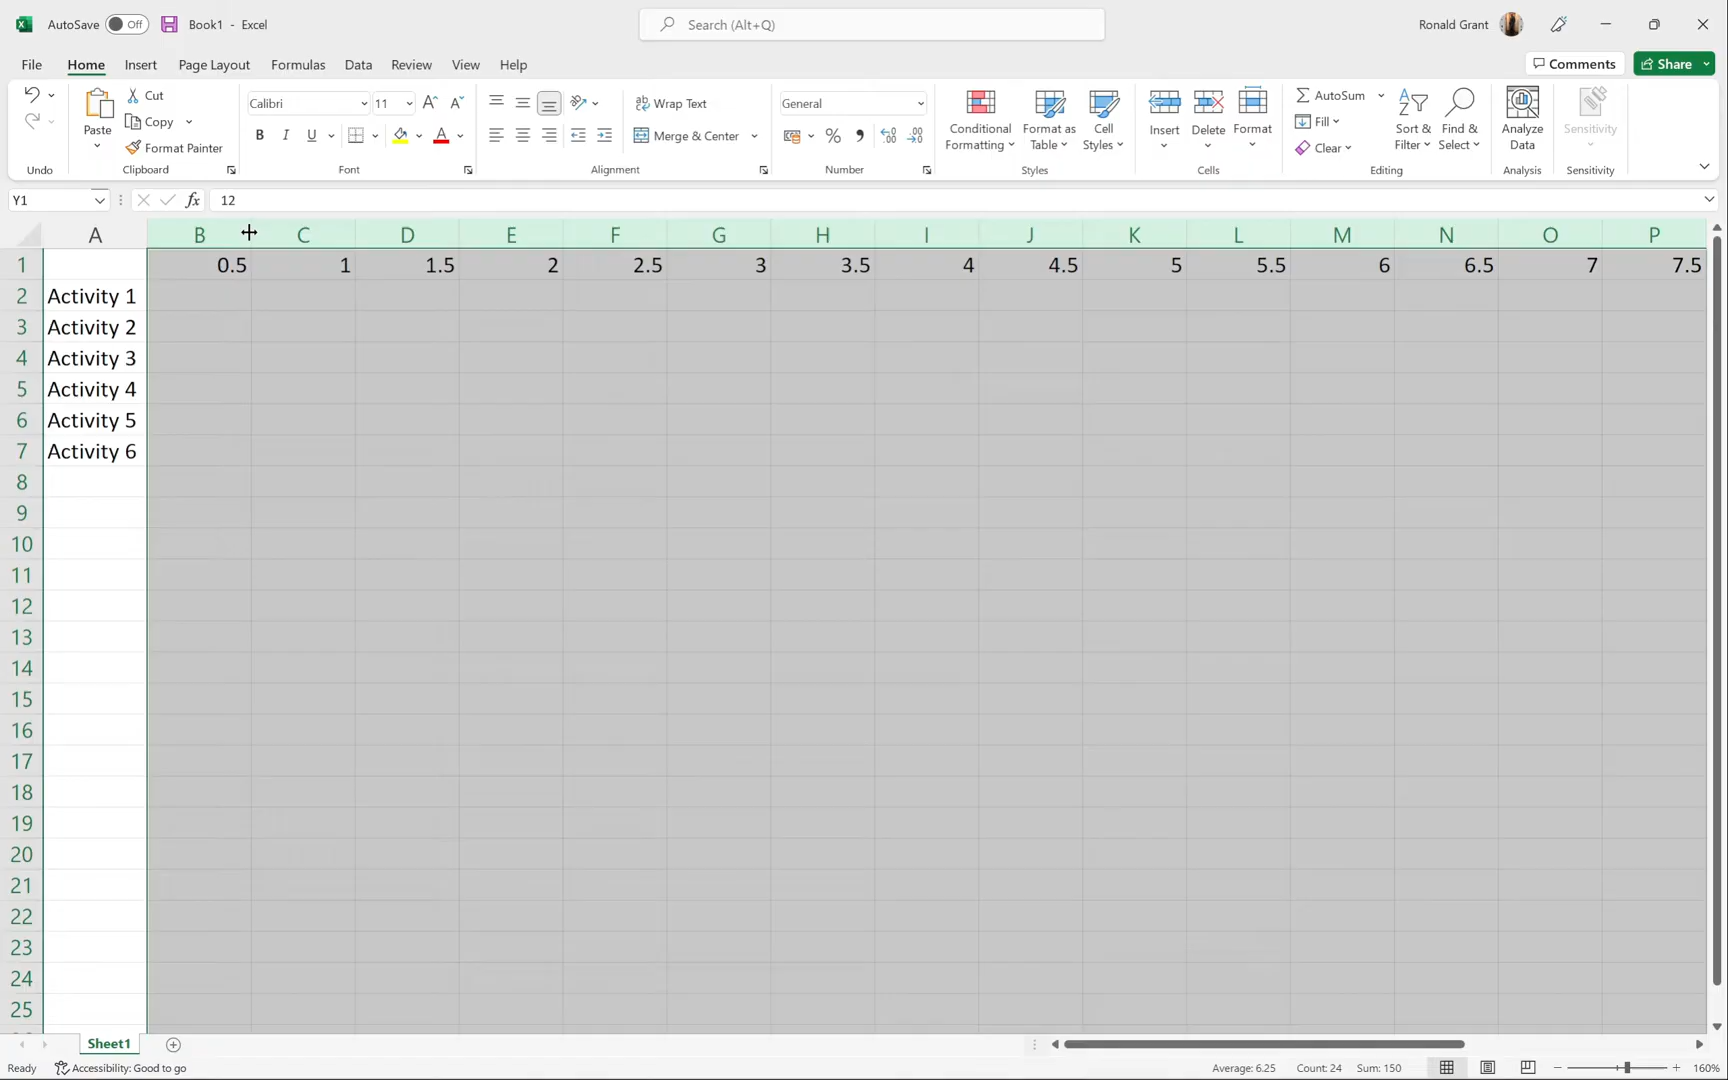 AutoSave Off Book1 - Excel Search (Alt+Q) Ronald Grant
File Home Insert Page Layout Formulas Data Review View Help Comments Share
Cut
Copy
Format Painter
Paste
Calibri 11
B I U
Wrap Text
Merge & Center
General
Conditional Formatting
Format as Table
Cell Styles
Insert Delete Format
AutoSum
Fill
Clear
Sort & Filter
Find & Select
Analyze Data
Sensitivity
Undo Clipboard Font Alignment Number Styles Cells Editing Analysis Sensitivity
Y1 fx 12
A B C D E F G H I J K L M N O P
1 0.5 1 1.5 2 2.5 3 3.5 4 4.5 5 5.5 6 6.5 7 7.5
2 Activity 1
3 Activity 2
4 Activity 3
5 Activity 4
6 Activity 5
7 Activity 6
8
9
10
11
12
13
14
15
16
17
18
19
20
21
22
23
24
25
Sheet1
Ready Accessibility: Good to go Average: 6.25 Count: 24 Sum: 150 160%